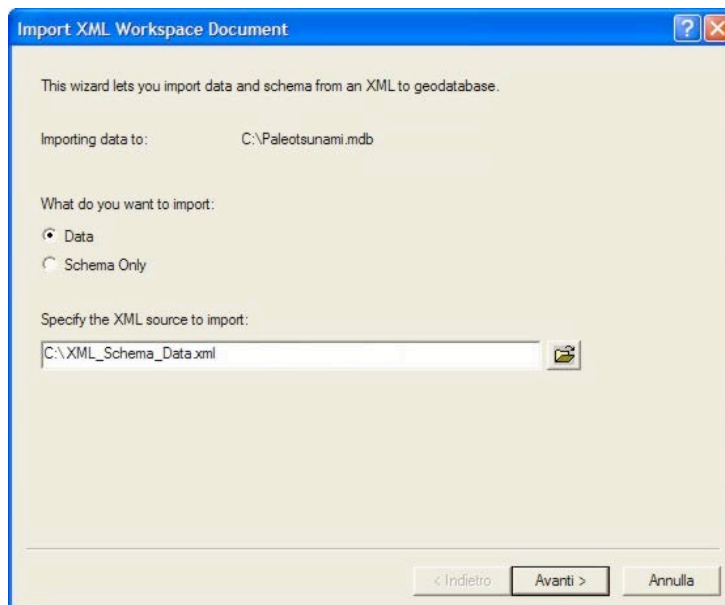 Import XML Workspace Document
This wizard lets you import data and schema from an XML to geodatabase.
Importing data to: C:\Paleotsunami.mdb
What do you want to import:
Data
Schema Only
Specify the XML source to import:
C:\XML_Schema_Data.xml
< Indietro Avanti > Annulla